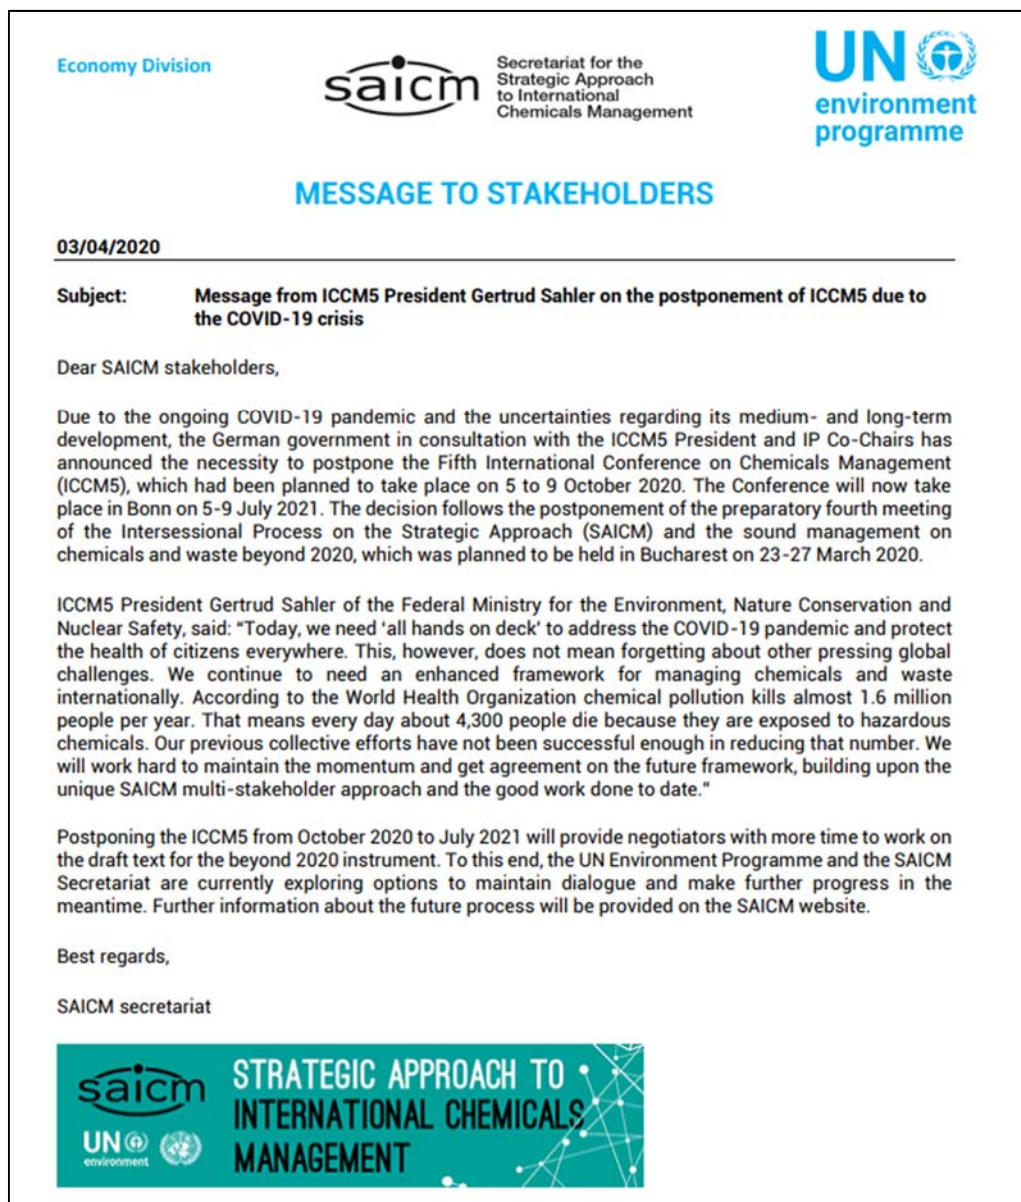 Economy Division
saicm
Secretariat for the
Strategic Approach
to International
Chemicals Management
UN
environment
programme
MESSAGE TO STAKEHOLDERS
03/04/2020
Subject: Message from ICCM5 President Gertrud Sahler on the postponement of ICCM5 due to
the COVID-19 crisis
Dear SAICM stakeholders,
Due to the ongoing COVID-19 pandemic and the uncertainties regarding its medium- and long-term
development, the German government in consultation with the ICCM5 President and IP Co-Chairs has
announced the necessity to postpone the Fifth International Conference on Chemicals Management
(ICCM5), which had been planned to take place on 5 to 9 October 2020. The Conference will now take
place in Bonn on 5-9 July 2021. The decision follows the postponement of the preparatory fourth meeting
of the Intersessional Process on the Strategic Approach (SAICM) and the sound management on
chemicals and waste beyond 2020, which was planned to be held in Bucharest on 23-27 March 2020.
ICCM5 President Gertrud Sahler of the Federal Ministry for the Environment, Nature Conservation and
Nuclear Safety, said: “Today, we need ‘all hands on deck’ to address the COVID-19 pandemic and protect
the health of citizens everywhere. This, however, does not mean forgetting about other pressing global
challenges. We continue to need an enhanced framework for managing chemicals and waste
internationally. According to the World Health Organization chemical pollution kills almost 1.6 million
people per year. That means every day about 4,300 people die because they are exposed to hazardous
chemicals. Our previous collective efforts have not been successful enough in reducing that number. We
will work hard to maintain the momentum and get agreement on the future framework, building upon the
unique SAICM multi-stakeholder approach and the good work done to date."
Postponing the ICCM5 from October 2020 to July 2021 will provide negotiators with more time to work on
the draft text for the beyond 2020 instrument. To this end, the UN Environment Programme and the SAICM
Secretariat are currently exploring options to maintain dialogue and make further progress in the
meantime. Further information about the future process will be provided on the SAICM website.
Best regards,
SAICM secretariat
saicm
UN
environment
STRATEGIC APPROACH TO
INTERNATIONAL CHEMICALS
MANAGEMENT